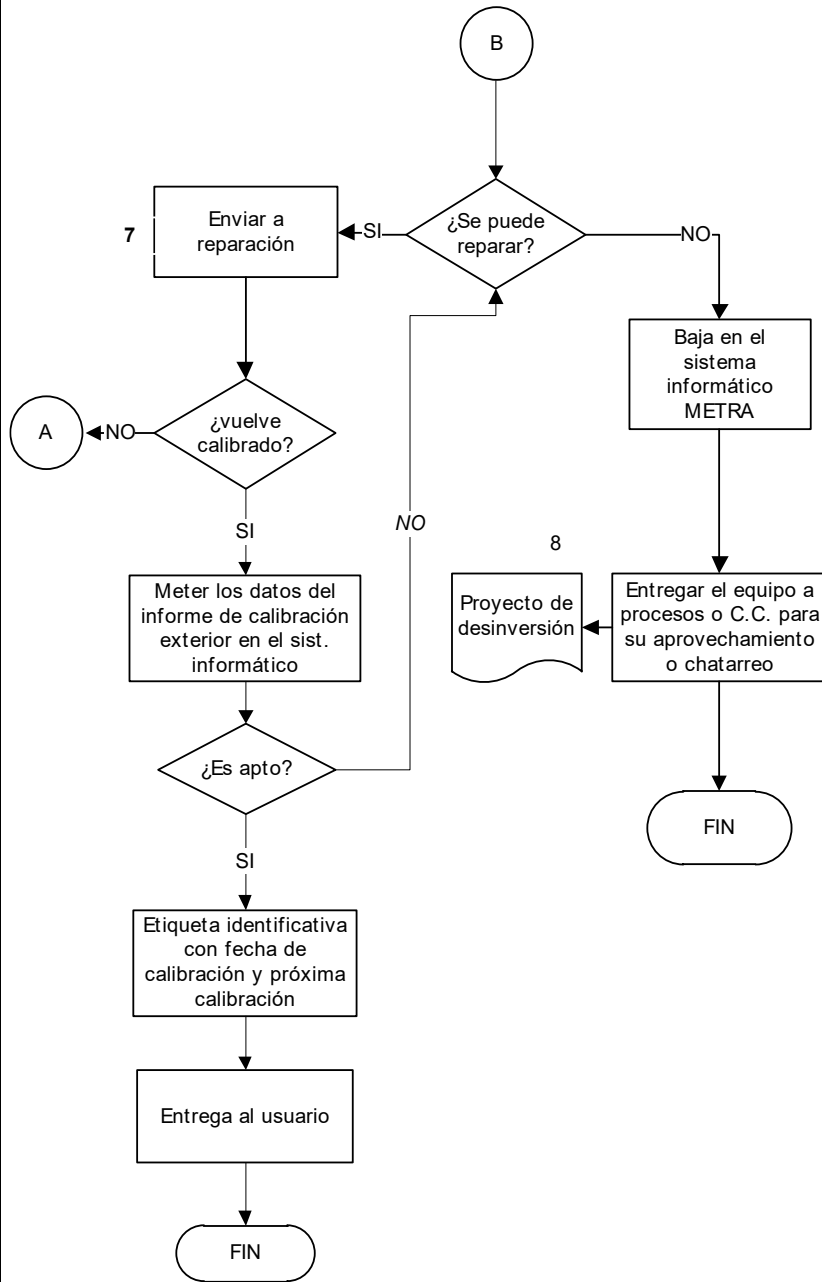 B
¿Se puede
reparar?
SI
NO
7
Enviar a
reparación
Baja en el
sistema
informático
METRA
¿vuelve
calibrado?
NO
A
SI
NO
Meter los datos del
informe de calibración
exterior en el sist.
informático
8
Proyecto de
desinversión
Entregar el equipo a
procesos o C.C. para
su aprovechamiento
o chatarreo
¿Es apto?
FIN
SI
Etiqueta identificativa
con fecha de
calibración y próxima
calibración
Entrega al usuario
FIN